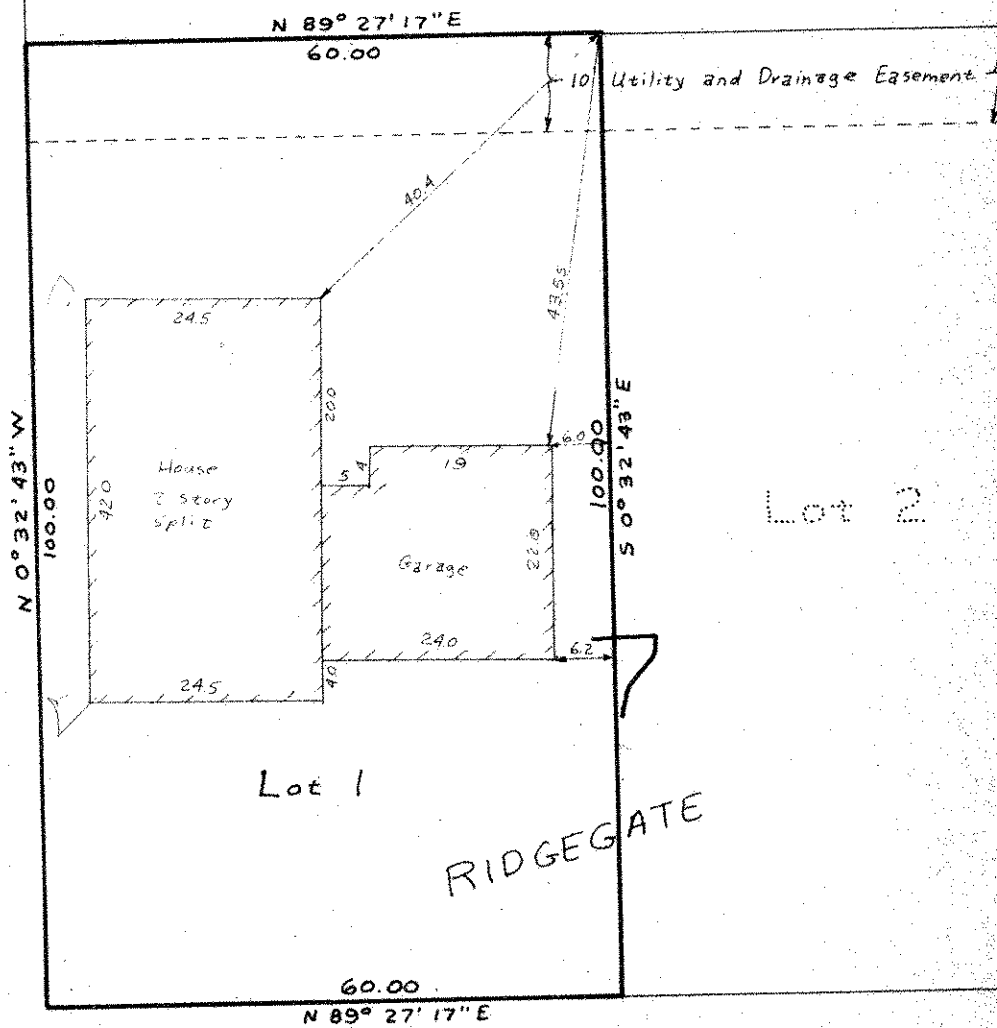 N 89° 27' 17" E
60.00
10 Utility and Drainage Easement
40.4
43.55
24.5
20.0
6.0
5
4
19
N 0° 32' 43" W
100.00
42.0
House
2 Story
Split
Garage
22.0
100.00
S 0° 32' 43" E
Lot 2
24.0
6.2
4.0
24.5
7
Lot 1
RIDGEGATE
60.00
N 89° 27' 17" E